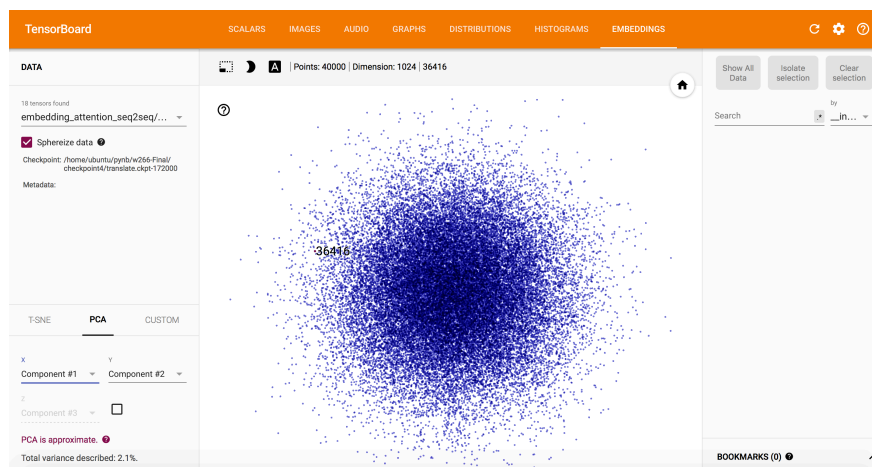 TensorBoard
SCALARS IMAGES AUDIO GRAPHS DISTRIBUTIONS HISTOGRAMS EMBEDDINGS
DATA
18 tensors found
embedding_attention_seq2seq/...
Sphereize data
Checkpoint: /home/ubuntu/pynb/w266-Final/
checkpoint4/translate.ckpt-172000
Metadata:
T-SNE PCA CUSTOM
X Y
Component #1 Component #2
Z
Component #3
PCA is approximate.
Total variance described: 2.1%.
A | Points: 40000 | Dimension: 1024 | 36416
36416
Show All
Data
Isolate
selection
Clear
selection
by
Search .* __in...
BOOKMARKS (0)